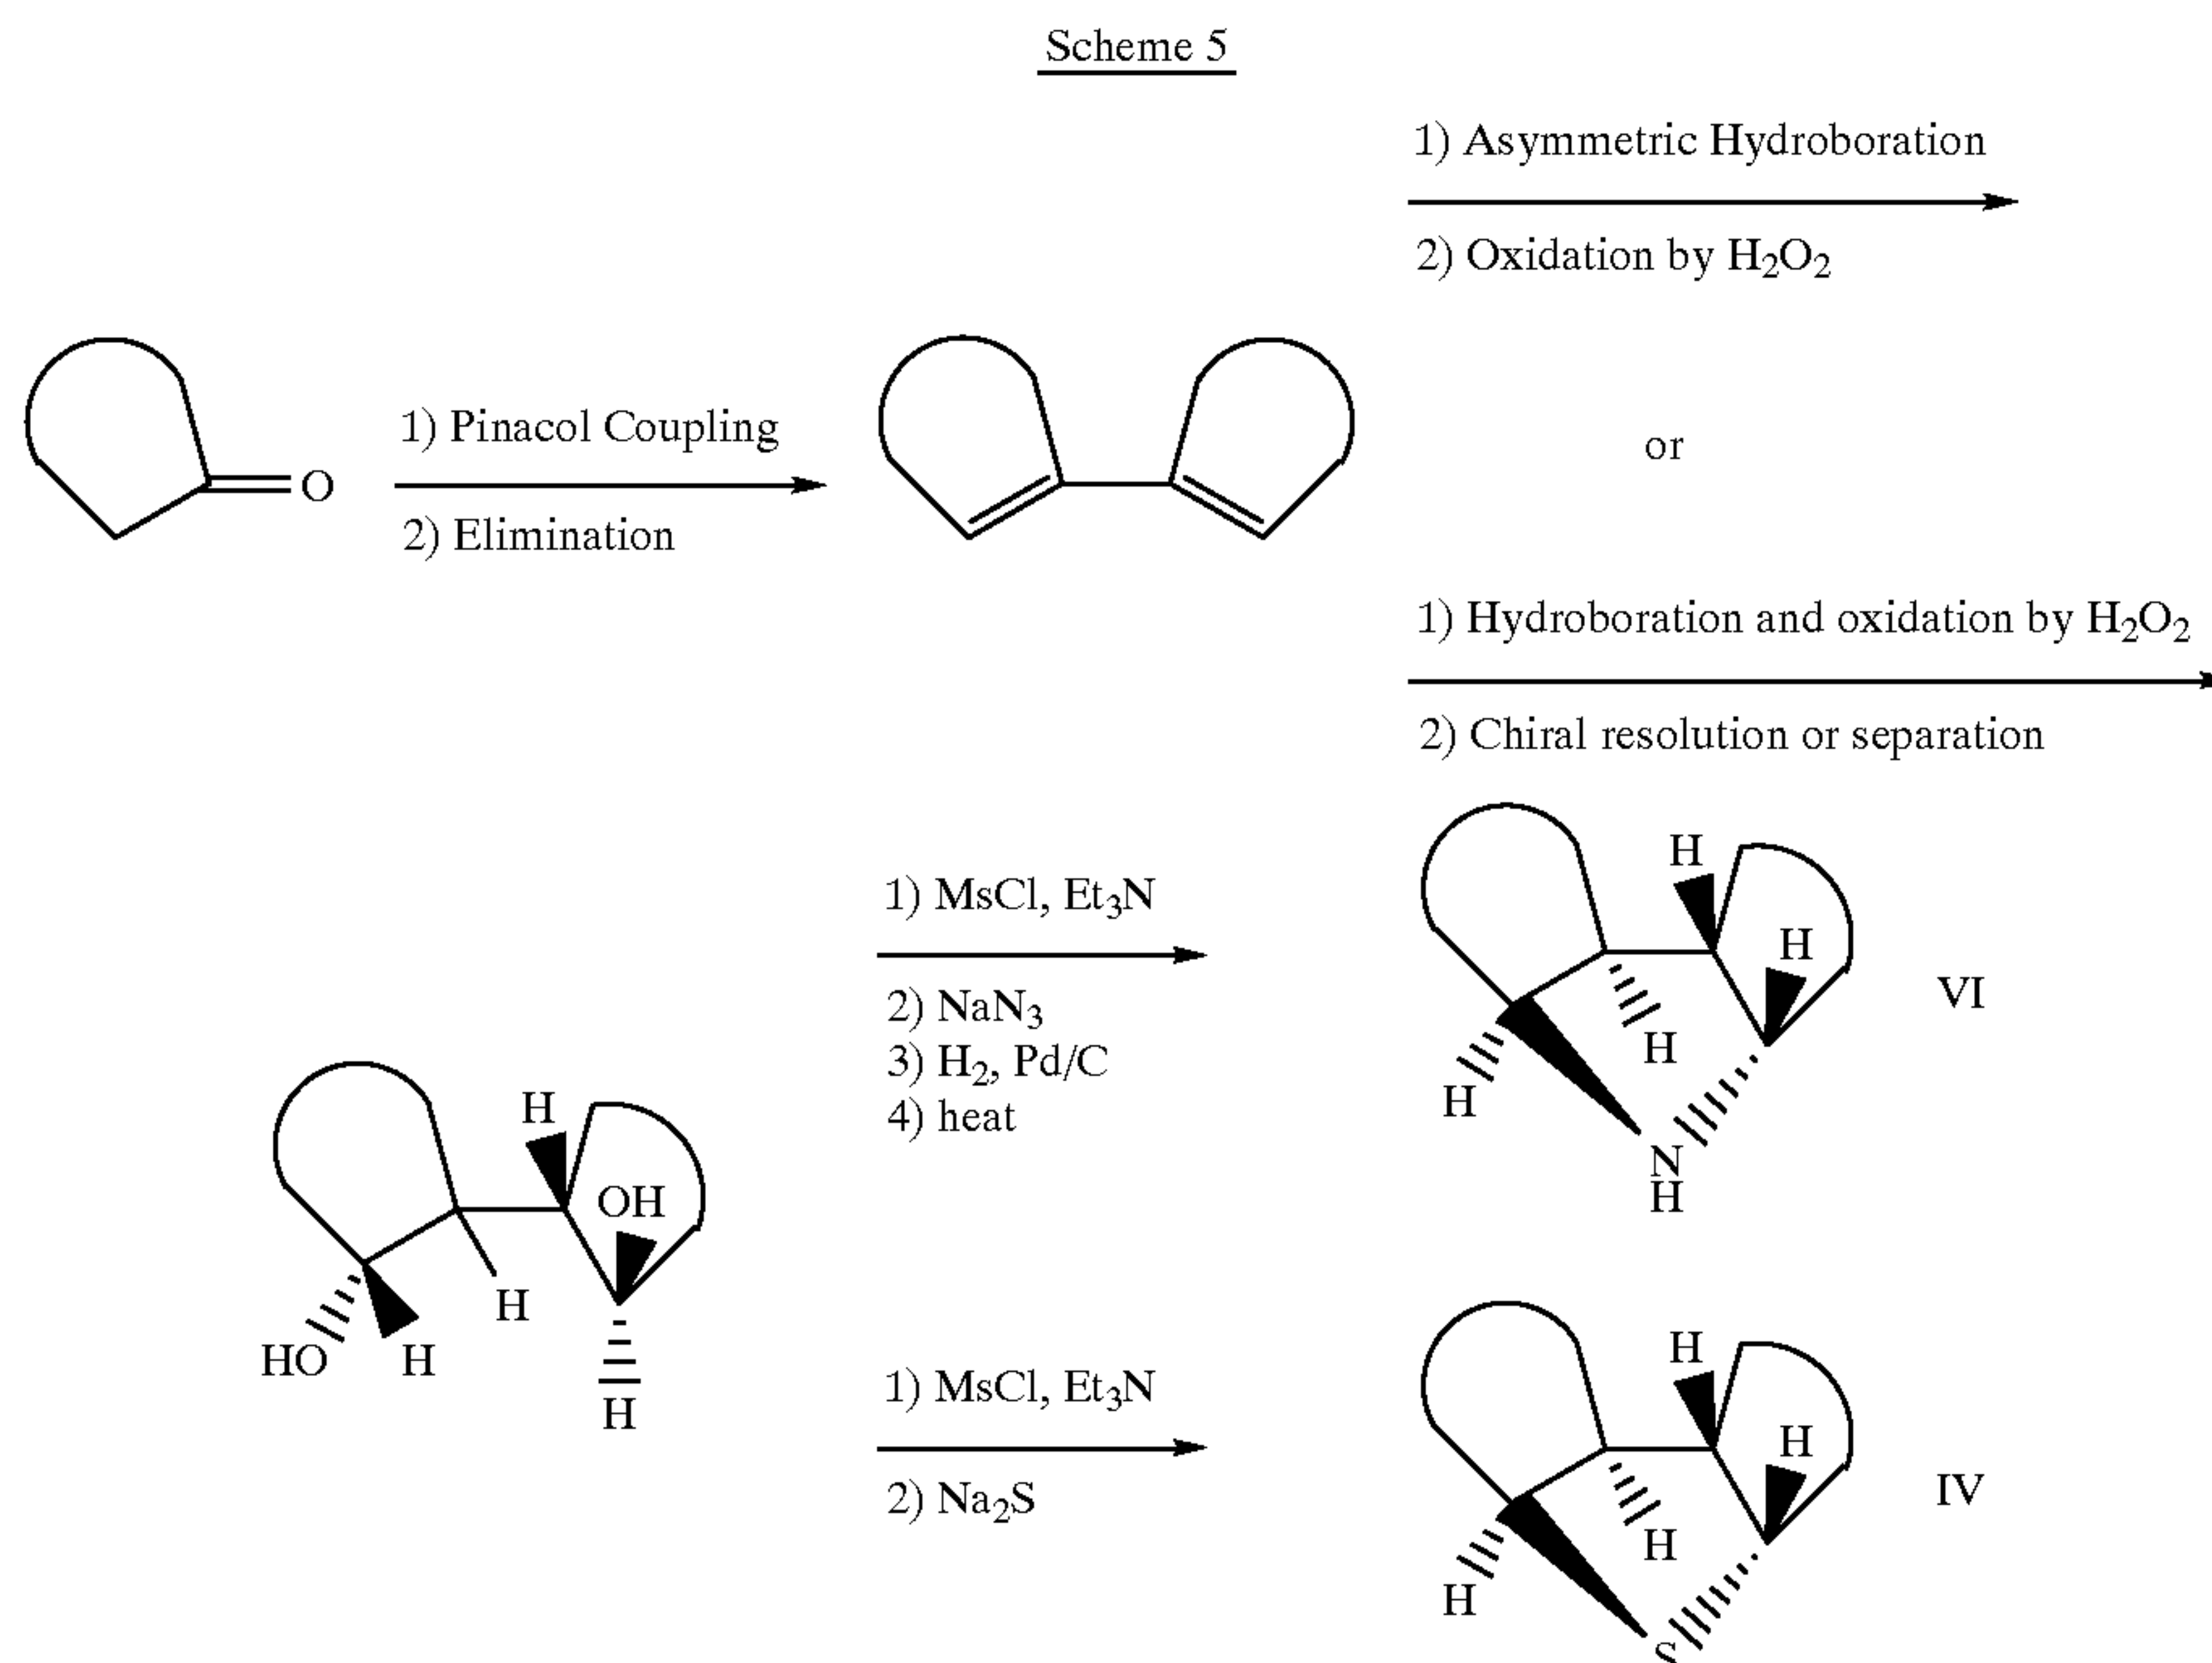 Scheme 5
1) Asymmetric Hydroboration
2) Oxidation by H₂O₂
O
1) Pinacol Coupling
2) Elimination
or
1) Hydroboration and oxidation by H₂O₂
2) Chiral resolution or separation
1) MsCl, Et₃N
2) NaN₃
3) H₂, Pd/C
4) heat
H
H
H
H
N
H
VI
H
OH
H
HO
H
H
1) MsCl, Et₃N
2) Na₂S
H
H
H
H
S
IV